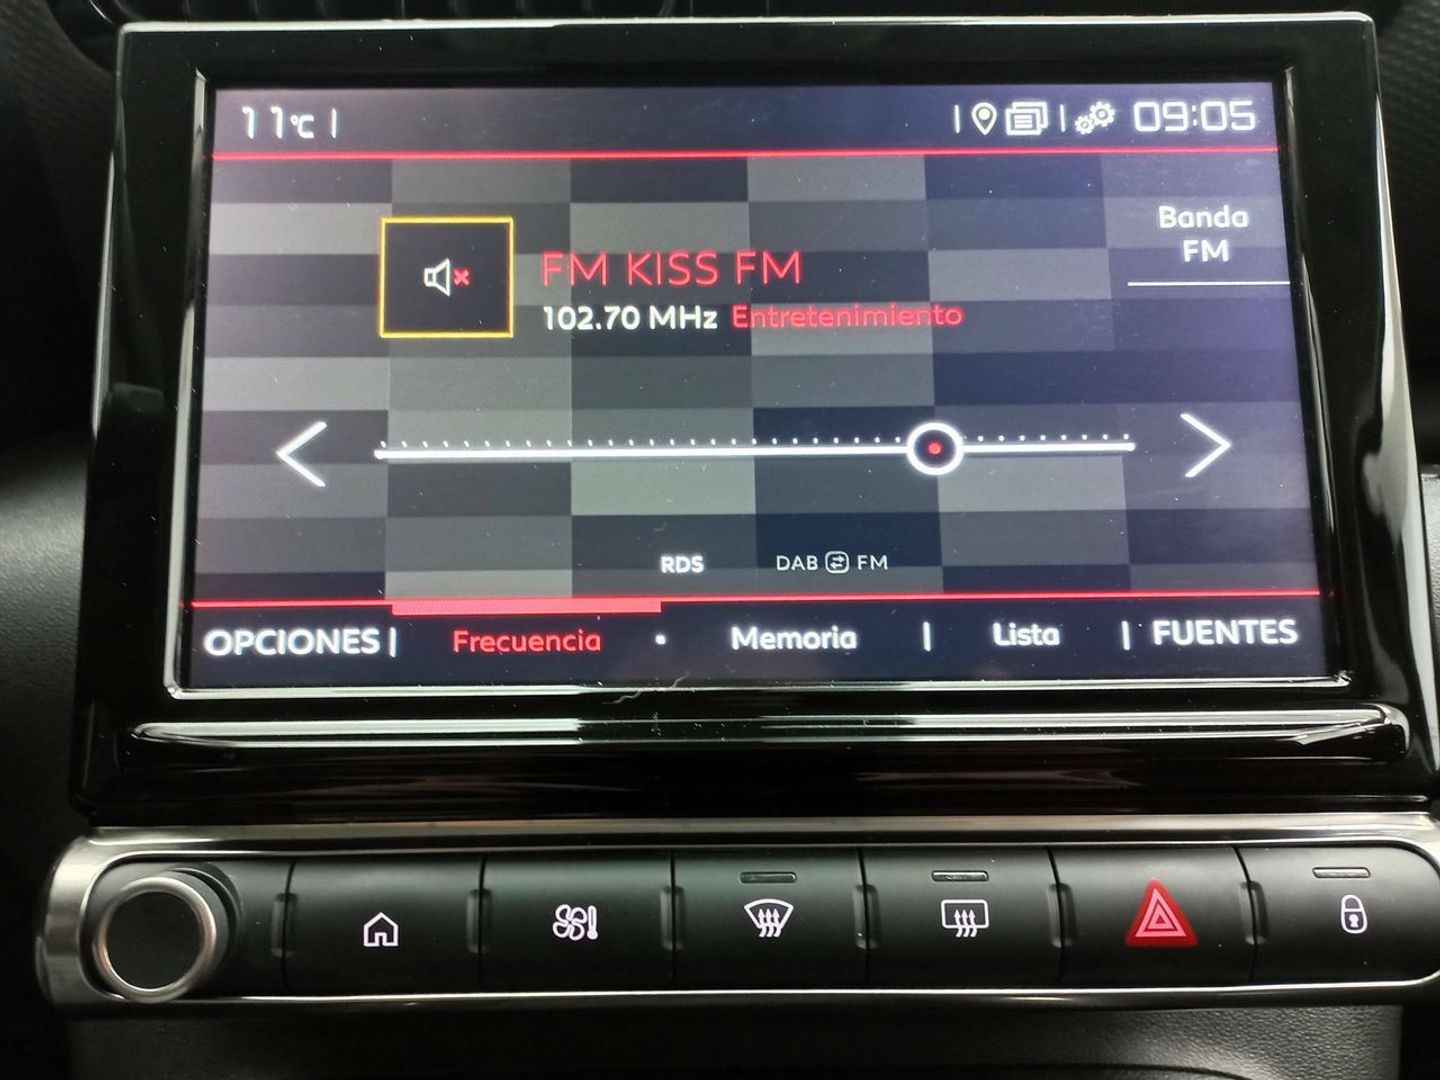 11°C
09:05
Banda
FM
FM KISS FM
102.70 MHz Entretenimiento
RDS DAB FM
OPCIONES Frecuencia Memoria Lista FUENTES